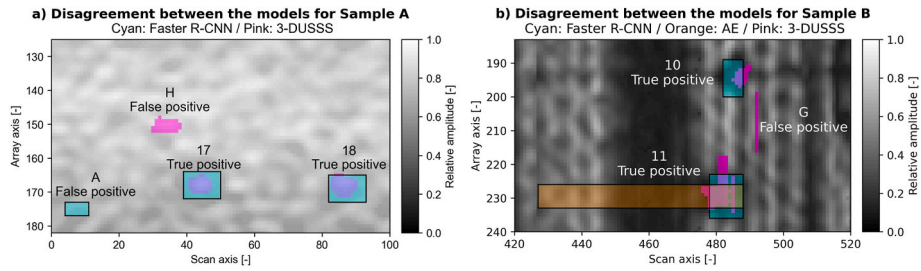 a) Disagreement between the models for Sample A
Cyan: Faster R-CNN / Pink: 3-DUSSS
130
140
150
160
170
180
Array axis [-]
H
False positive
17
True positive
18
True positive
A
False positive
0
20
40
60
80
100
Scan axis [-]
1.0
0.8
0.6
0.4
0.2
0.0
Relative amplitude [-]
b) Disagreement between the models for Sample B
Cyan: Faster R-CNN / Orange: AE / Pink: 3-DUSSS
190
200
210
220
230
240
Array axis [-]
10
True positive
G
False positive
11
True positive
420
440
460
480
500
520
Scan axis [-]
1.0
0.8
0.6
0.4
0.2
0.0
Relative amplitude [-]